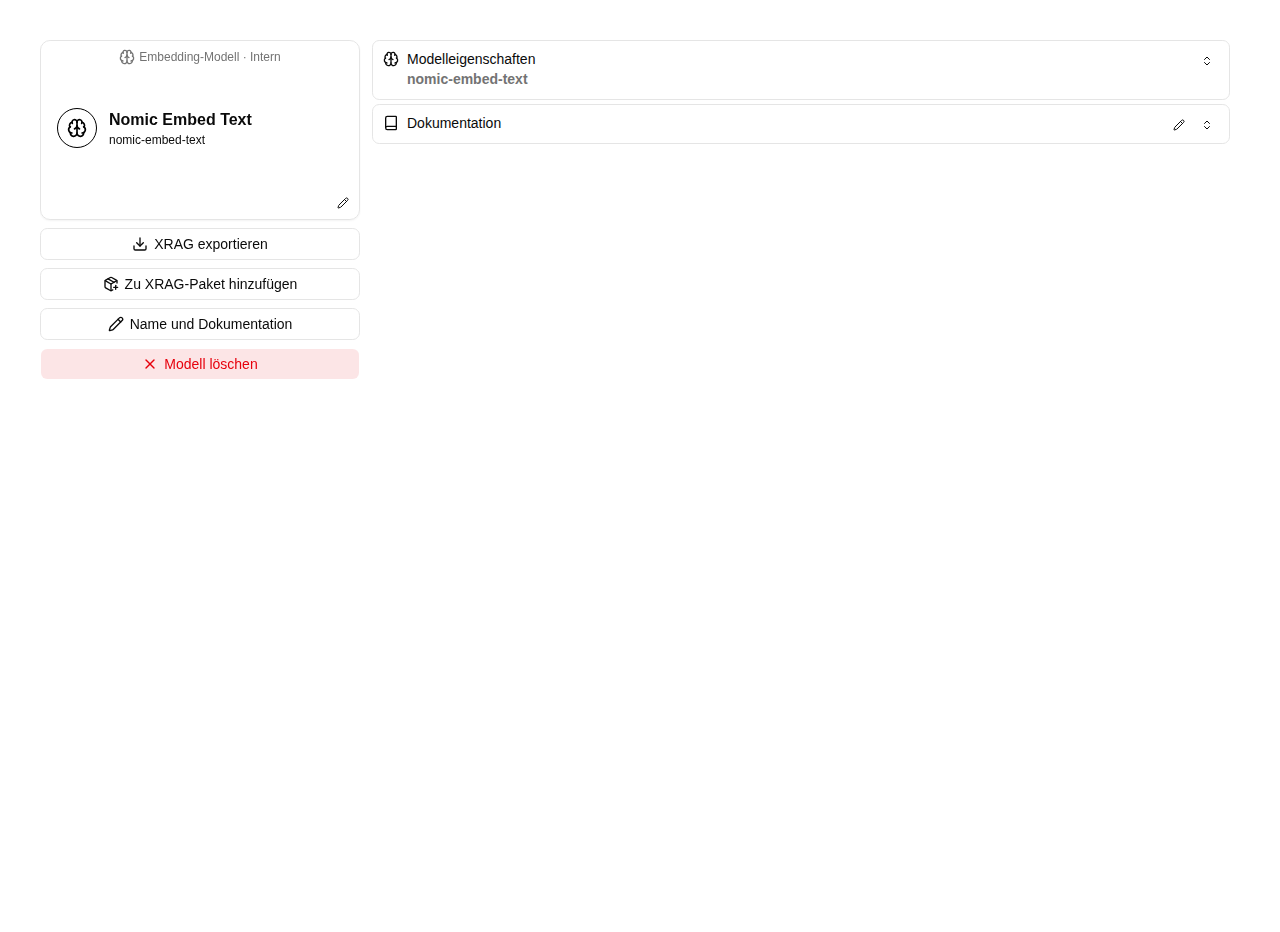 Embedding-Modell · Intern
Nomic Embed Text
nomic-embed-text
XRAG exportieren
Zu XRAG-Paket hinzufügen
Name und Dokumentation
Modell löschen
Modelleigenschaften
nomic-embed-text
Dokumentation